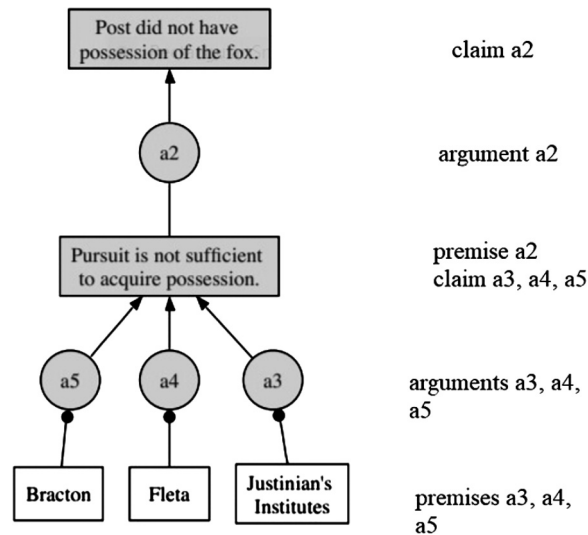 Post did not have
possession of the fox.
claim a2
a2
argument a2
Pursuit is not sufficient
to acquire possession.
premise a2
claim a3, a4, a5
a5
a4
a3
arguments a3, a4,
a5
Bracton
Fleta
Justinian's
Institutes
premises a3, a4,
a5